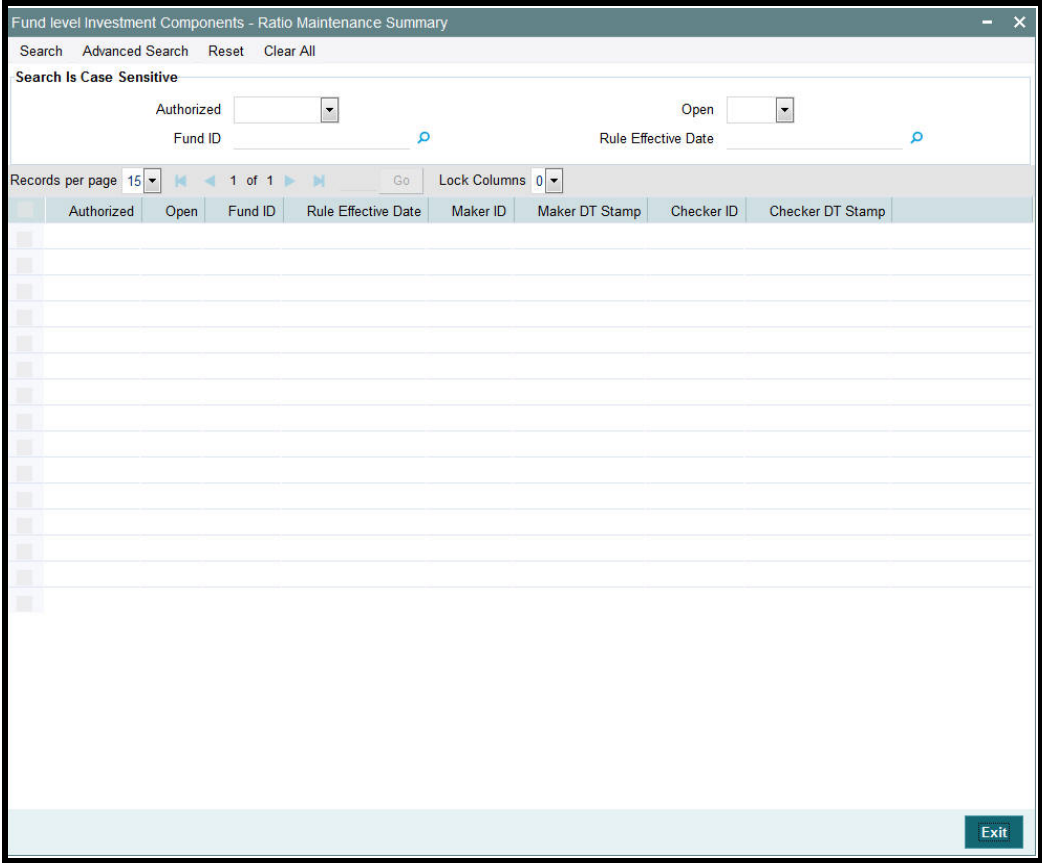 Fund level Investment Components - Ratio Maintenance Summary
Search Advanced Search Reset Clear All
Search Is Case Sensitive
Authorized Open
Fund ID Rule Effective Date
Records per page 15 1 of 1 Go Lock Columns 0
Authorized Open Fund ID Rule Effective Date Maker ID Maker DT Stamp Checker ID Checker DT Stamp
Exit